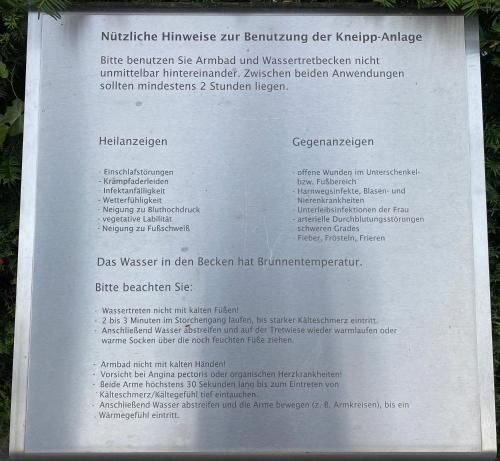 Nützliche Hinweise zur Benutzung der Kneipp-Anlage
Bitte benutzen Sie Armbad und Wassertretbecken nicht
unmittelbar hintereinander. Zwischen beiden Anwendungen
sollten mindestens 2 Stunden liegen.
Heilanzeigen
- Einschlafstörungen
- Krampfaderleiden
- Infektanfälligkeit
- Wetterfühligkeit
- Neigung zu Bluthochdruck
- vegetative Labilität
- Neigung zu Fußschweiß
Gegenanzeigen
- offene Wunden im Unterschenkel-
bzw. Fußbereich
- Harnwegsinfekte, Blasen- und
Nierenkrankheiten
- Unterleibsinfektionen der Frau
- arterielle Durchblutungsstörungen
schweren Grades
Fieber, Frösteln, Frieren
Das Wasser in den Becken hat Brunnentemperatur.
Bitte beachten Sie:
- Wassertreten nicht mit kalten Füßen!
- 2 bis 3 Minuten im Storchengang laufen, bis starker Kälteschmerz eintritt.
- Anschließend Wasser abstreifen und auf der Tretwiese wieder warmlaufen oder
warme Socken über die noch feuchten Füße ziehen.
- Armbad nicht mit kalten Händen!
- Vorsicht bei Angina pectoris oder organischen Herzkrankheiten!
- Beide Arme höchstens 30 Sekunden lang bis zum Eintreten von
Kälteschmerz/Kältegefühl tief eintauchen.
- Anschließend Wasser abstreifen und die Arme bewegen (z. B. Armkreisen), bis ein
Wärmegefühl eintritt.